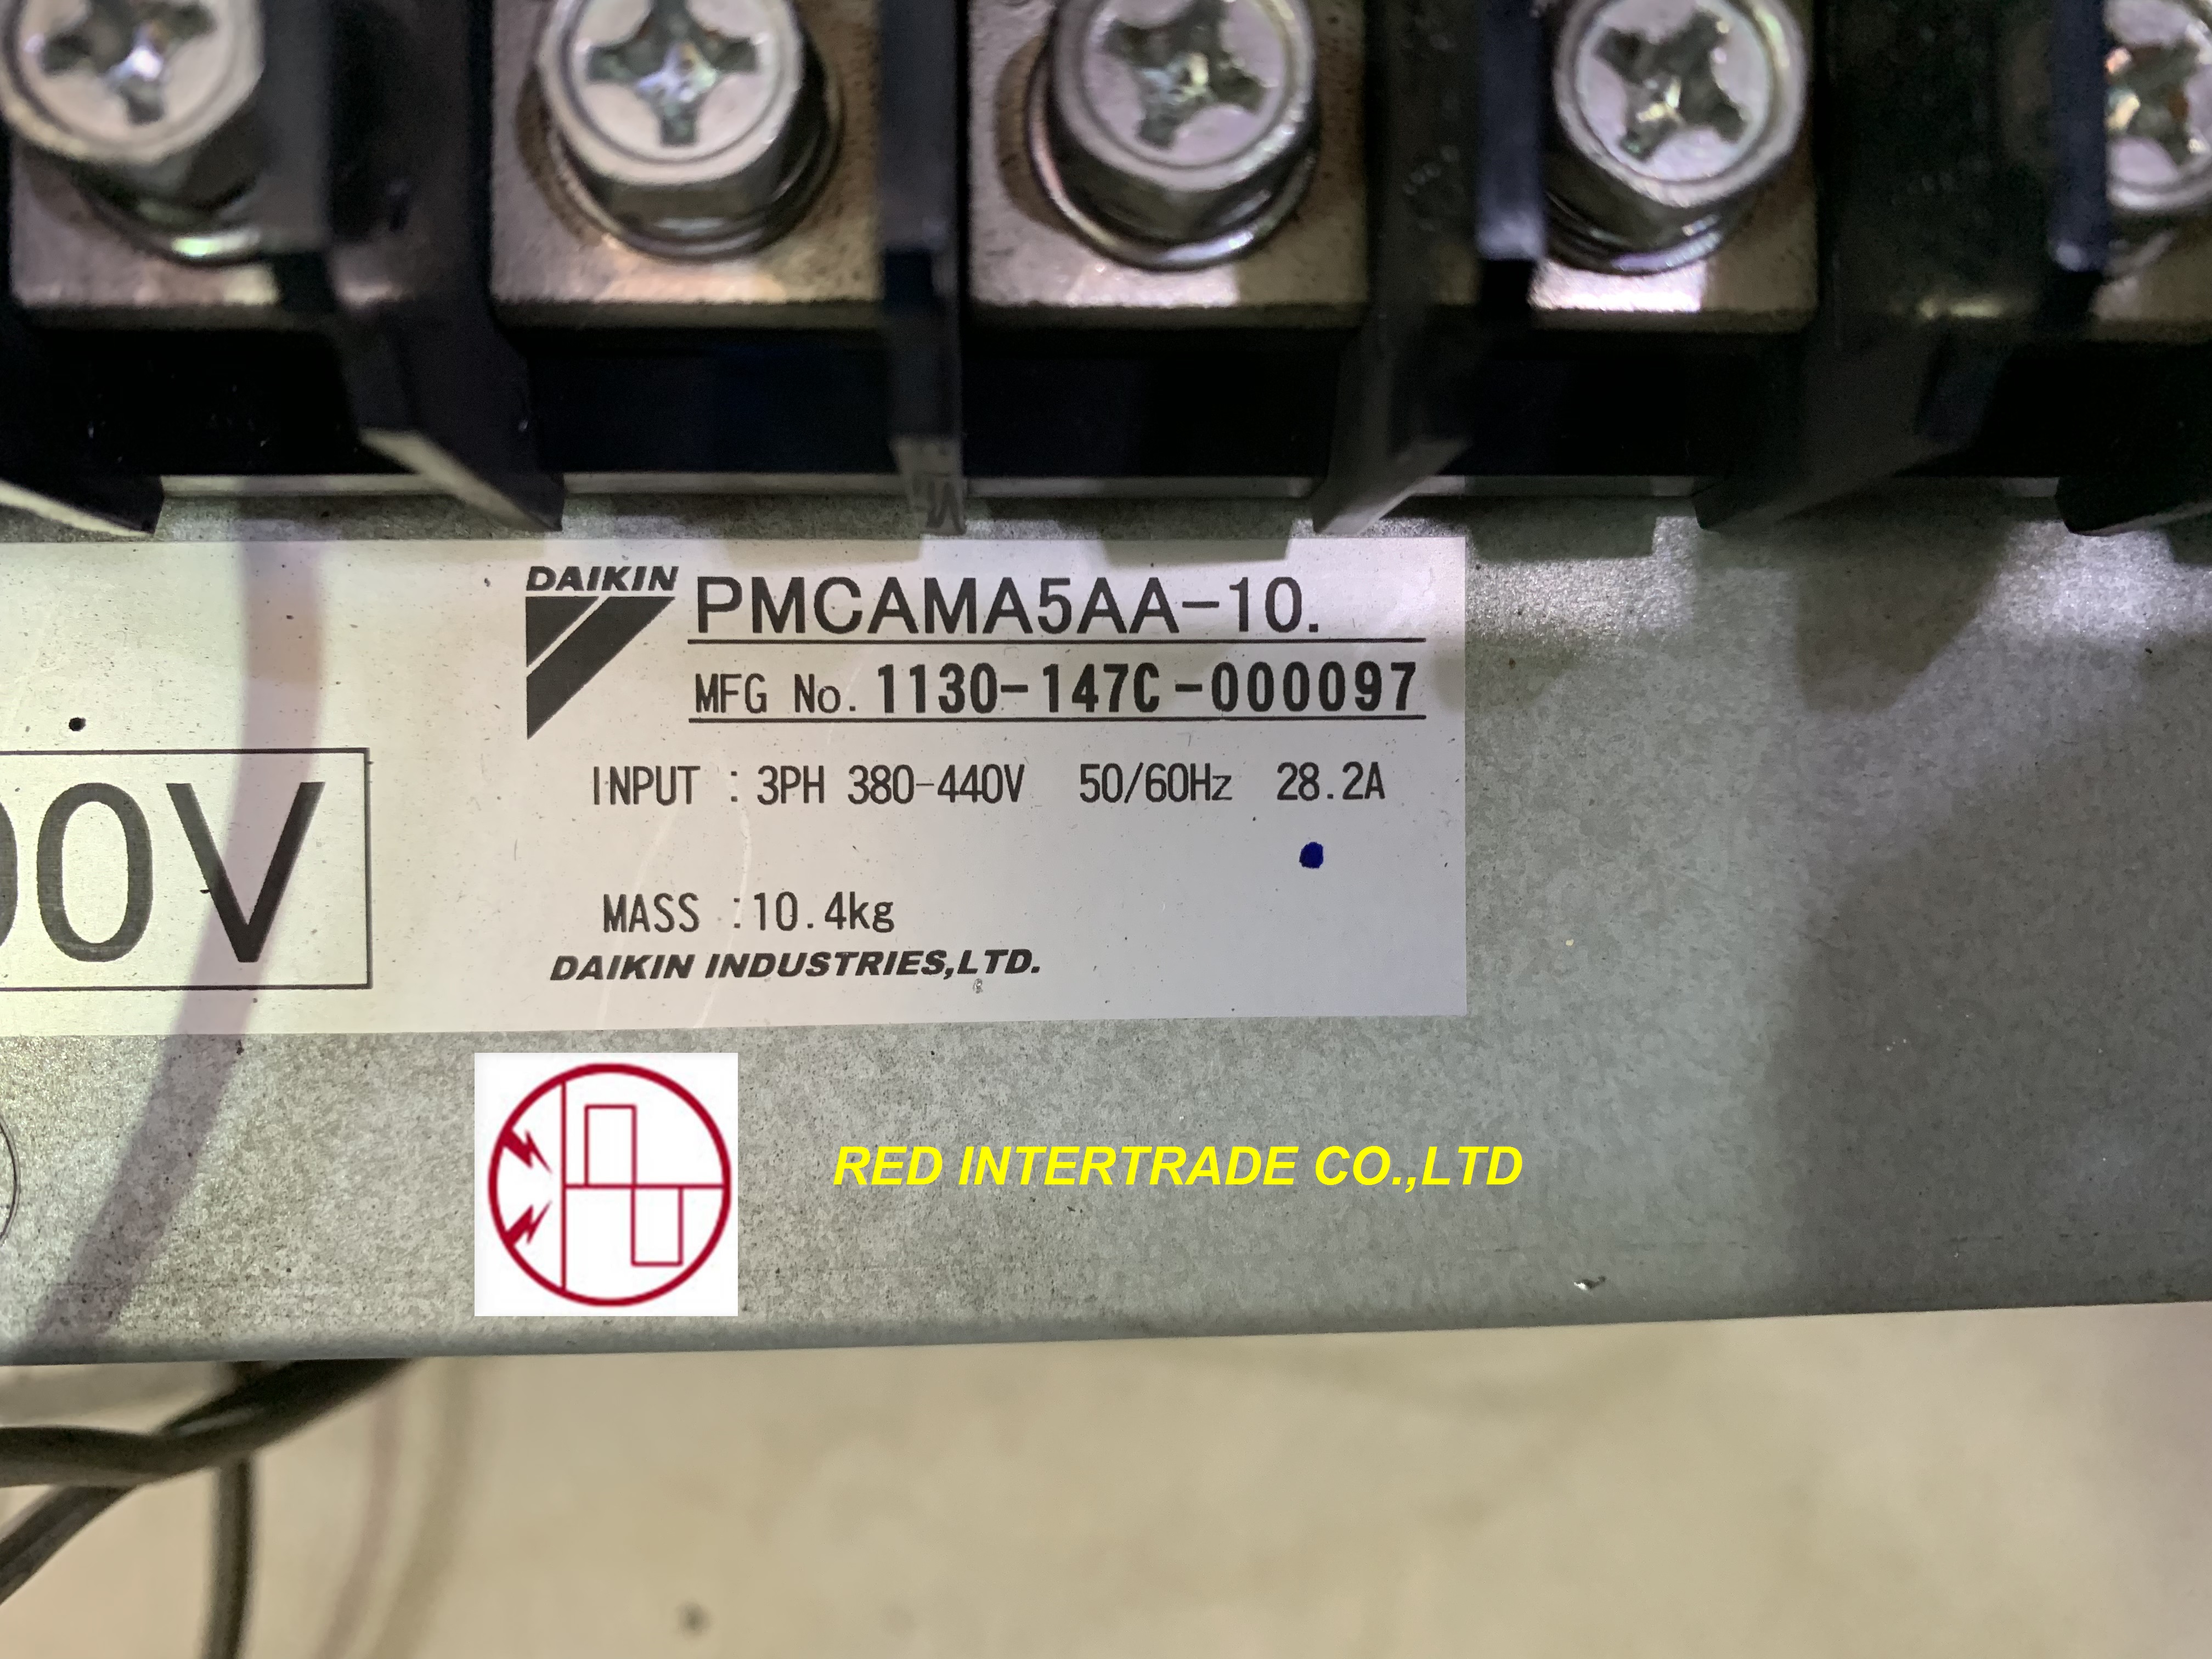 DAIKIN PMCAMA5AA-10.
MFG No. 1130-147C-000097
INPUT : 3PH 380-440V 50/60Hz 28.2A
00V
MASS :10.4kg
DAIKIN INDUSTRIES,LTD.
RED INTERTRADE CO.,LTD